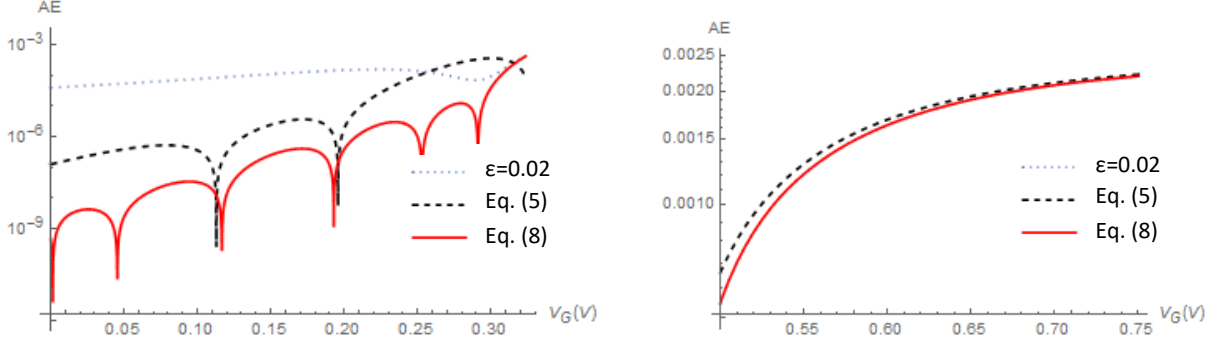 AE
10⁻³
10⁻⁶
10⁻⁹
ε=0.02
Eq. (5)
Eq. (8)
0.05 0.10 0.15 0.20 0.25 0.30
V_G(V)
AE
0.0025
0.0020
0.0015
0.0010
ε=0.02
Eq. (5)
Eq. (8)
0.55 0.60 0.65 0.70 0.75
V_G(V)